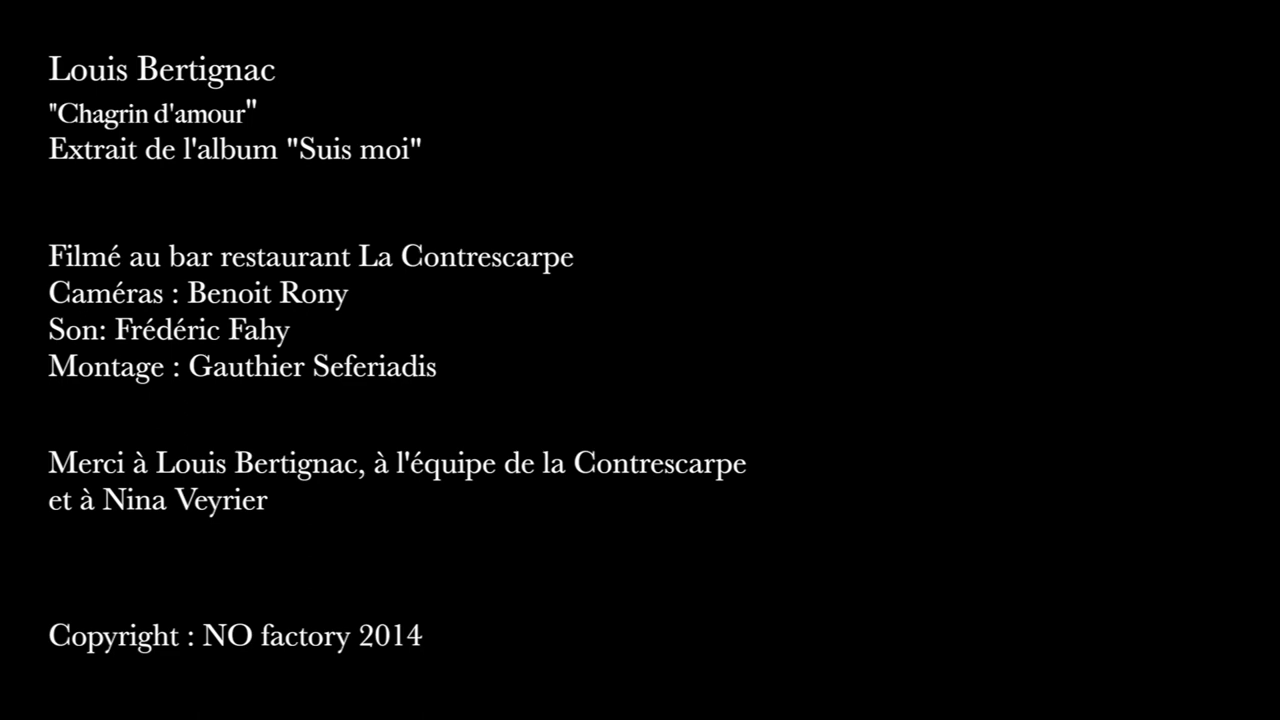 Louis Bertignac
"Chagrin d'amour"
Extrait de l'album "Suis moi"
Filmé au bar restaurant La Contrescarpe
Caméras : Benoit Rony
Son: Frédéric Fahy
Montage : Gauthier Seferiadis
Merci à Louis Bertignac, à l'équipe de la Contrescarpe
et à Nina Veyrier
Copyright : NO factory 2014